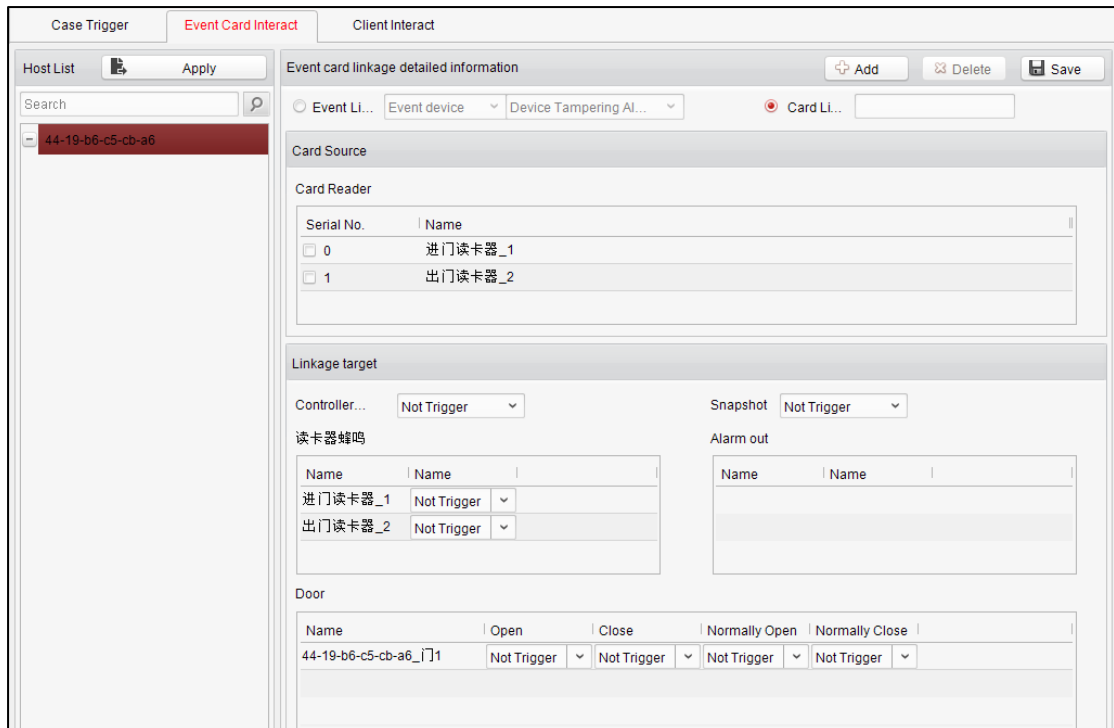 Case Trigger Event Card Interact Client Interact
Host List Apply
Search
44-19-b6-c5-cb-a6
Event card linkage detailed information Add Delete Save
Event Li... Event device Device Tampering Al... Card Li...
Card Source
Card Reader
Serial No. Name
0 进门读卡器_1
1 出门读卡器_2
Linkage target
Controller... Not Trigger Snapshot Not Trigger
读卡器蜂鸣 Alarm out
Name Name Name Name
进门读卡器_1 Not Trigger
出门读卡器_2 Not Trigger
Door
Name Open Close Normally Open Normally Close
44-19-b6-c5-cb-a6_门1 Not Trigger Not Trigger Not Trigger Not Trigger